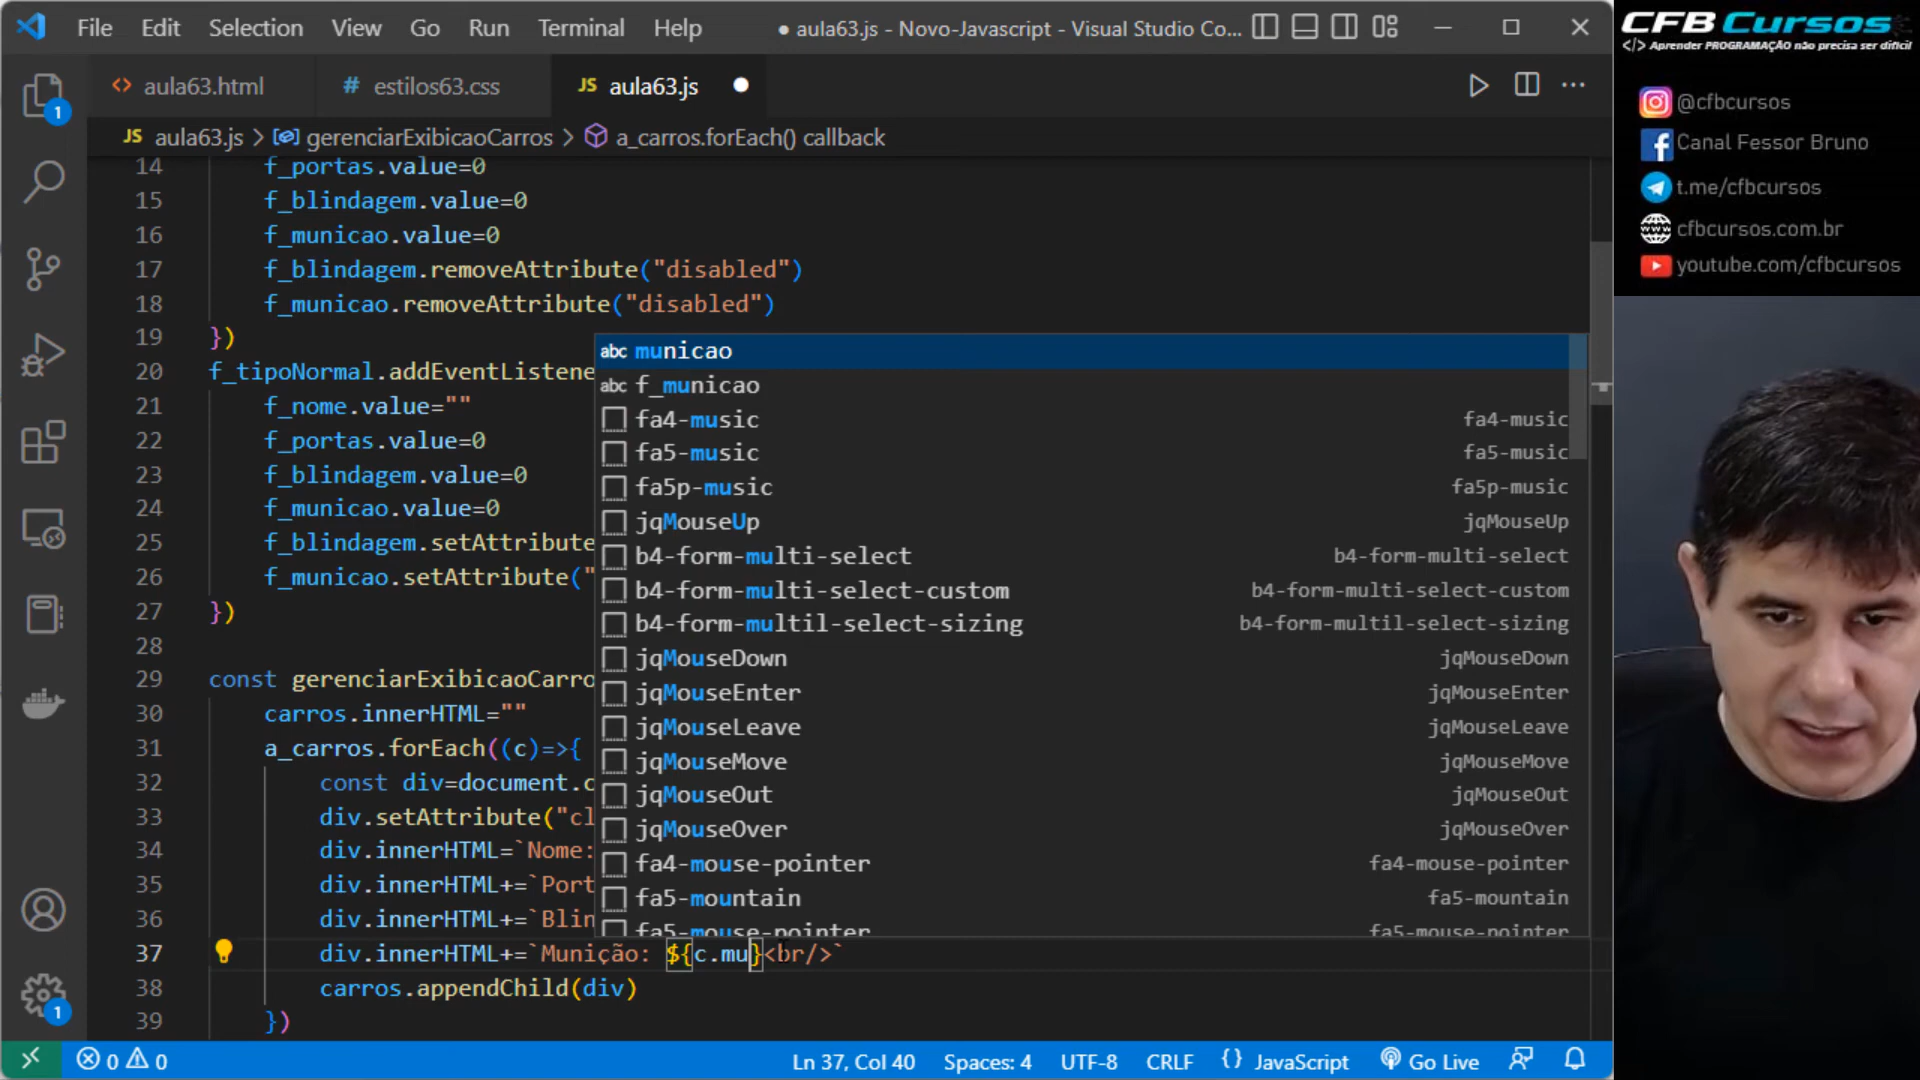 File Edit Selection View Go Run Terminal Help ● aula63.js - Novo-Javascript - Visual Studio Co...
<> aula63.html # estilos63.css JS aula63.js
JS aula63.js > gerenciarExibicaoCarros > a_carros.forEach() callback
14 f_portas.value=0
15 f_blindagem.value=0
16 f_municao.value=0
17 f_blindagem.removeAttribute("disabled")
18 f_municao.removeAttribute("disabled")
19 })
20 f_tipoNormal.addEventListene
21 f_nome.value=""
22 f_portas.value=0
23 f_blindagem.value=0
24 f_municao.value=0
25 f_blindagem.setAttribute
26 f_municao.setAttribute("
27 })
28
29 const gerenciarExibicaoCarro
30 carros.innerHTML=""
31 a_carros.forEach((c)=>{
32 const div=document.c
33 div.setAttribute("cl
34 div.innerHTML=`Nome:
35 div.innerHTML+=`Port
36 div.innerHTML+=`Blin
37 div.innerHTML+=`Munição: ${c.mu}<br/>`
38 carros.appendChild(div)
39 })
abc municao
abc f_municao
fa4-music fa4-music
fa5-music fa5-music
fa5p-music fa5p-music
jqMouseUp jqMouseUp
b4-form-multi-select b4-form-multi-select
b4-form-multi-select-custom b4-form-multi-select-custom
b4-form-multil-select-sizing b4-form-multil-select-sizing
jqMouseDown jqMouseDown
jqMouseEnter jqMouseEnter
jqMouseLeave jqMouseLeave
jqMouseMove jqMouseMove
jqMouseOut jqMouseOut
jqMouseOver jqMouseOver
fa4-mouse-pointer fa4-mouse-pointer
fa5-mountain fa5-mountain
fa5-mouse-pointer fa5-mouse-pointer
1
1
0 0 Ln 37, Col 40 Spaces: 4 UTF-8 CRLF {} JavaScript Go Live
CFB Cursos
</> Aprender PROGRAMAÇÃO não precisa ser difícil
@cfbcursos
Canal Fessor Bruno
t.me/cfbcursos
cfbcursos.com.br
youtube.com/cfbcursos